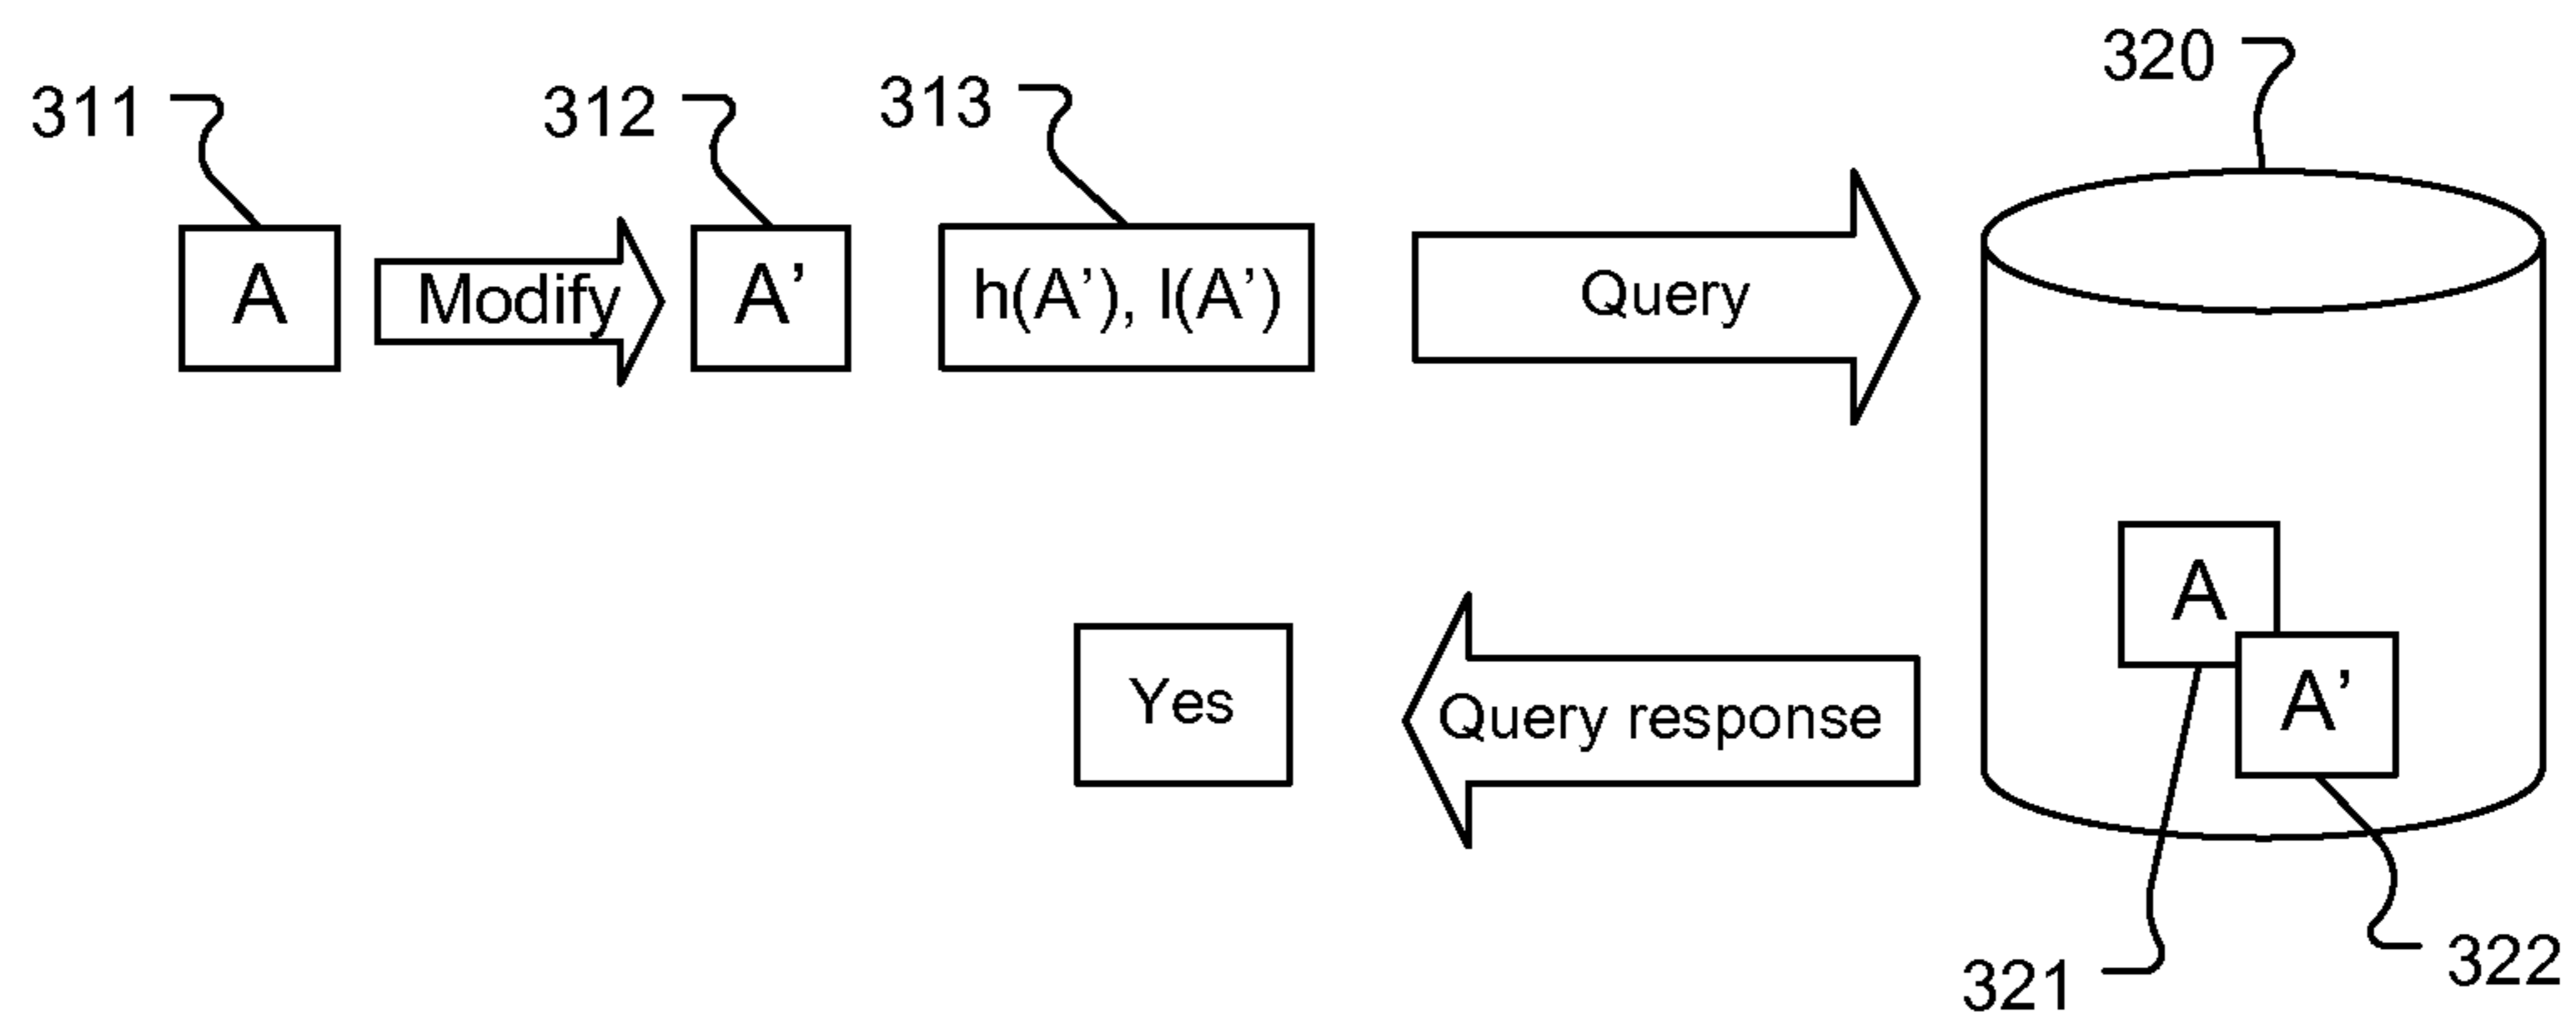 320
311
312
313
A
Modify
A’
h(A’), l(A’)
Query
A
Yes
Query response
A’
321
322